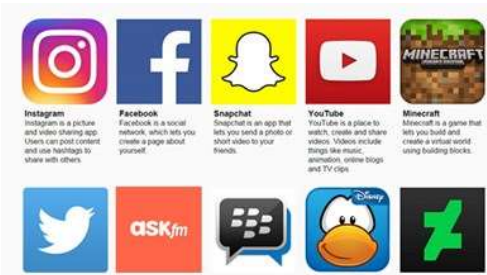 MINECRAFT
Instagram
Instagram is a picture
and video sharing app.
Users can post content
and use hashtags to
share with others.
Facebook
Facebook is a social
network, which lets you
create a page about
yourself.
Snapchat
Snapchat is an app that
lets you send a photo or
short video to your
friends.
YouTube
YouTube is a place to
watch, create and share
videos. Videos include
things like music,
animation, online blogs
and TV clips.
Minecraft
Minecraft is a game that
lets you build and
create a virtual world
using building blocks.
ASKfm
Disney